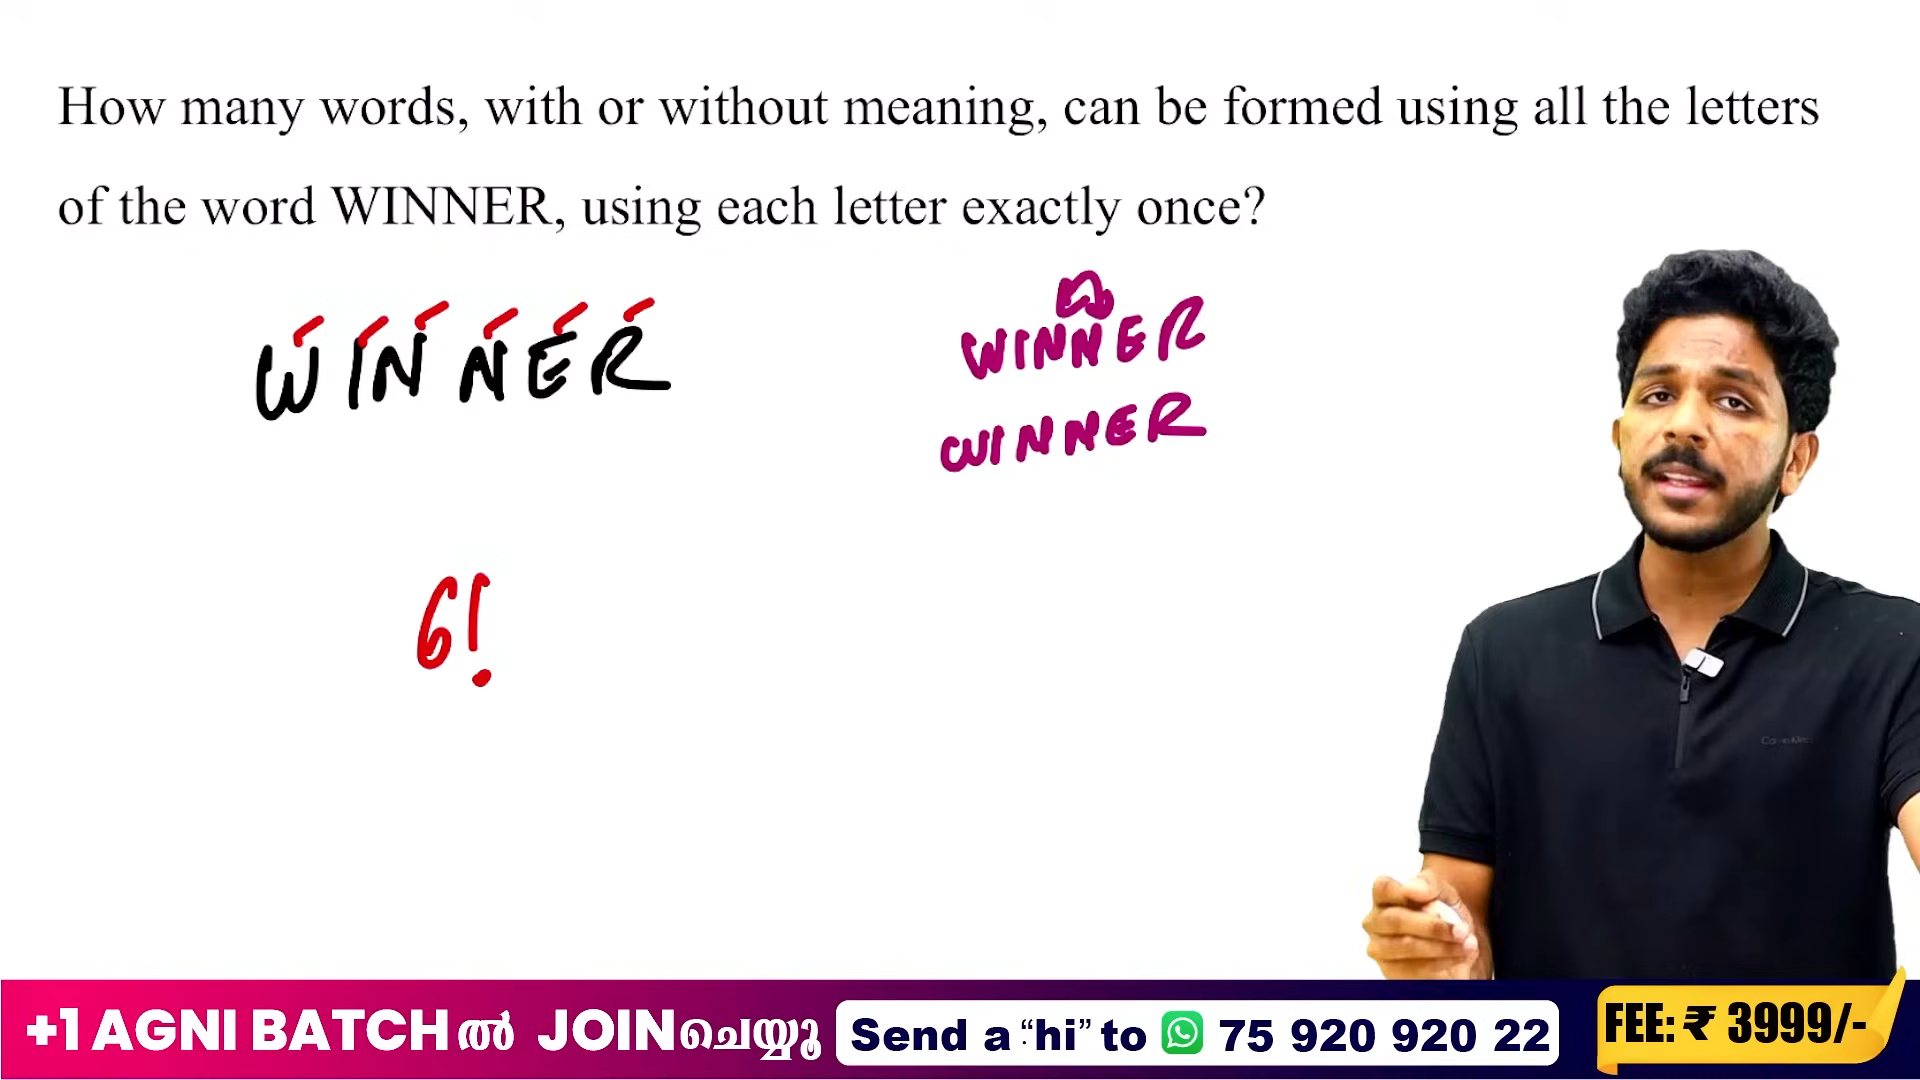 How many words, with or without meaning, can be formed using all the letters
of the word WINNER, using each letter exactly once?
WINNER
WINNER
WINNER
6!
+1 AGNI BATCH ൽ JOIN ചെയ്യൂ
Send a “hi” to 75 920 920 22
FEE: ₹ 3999/-